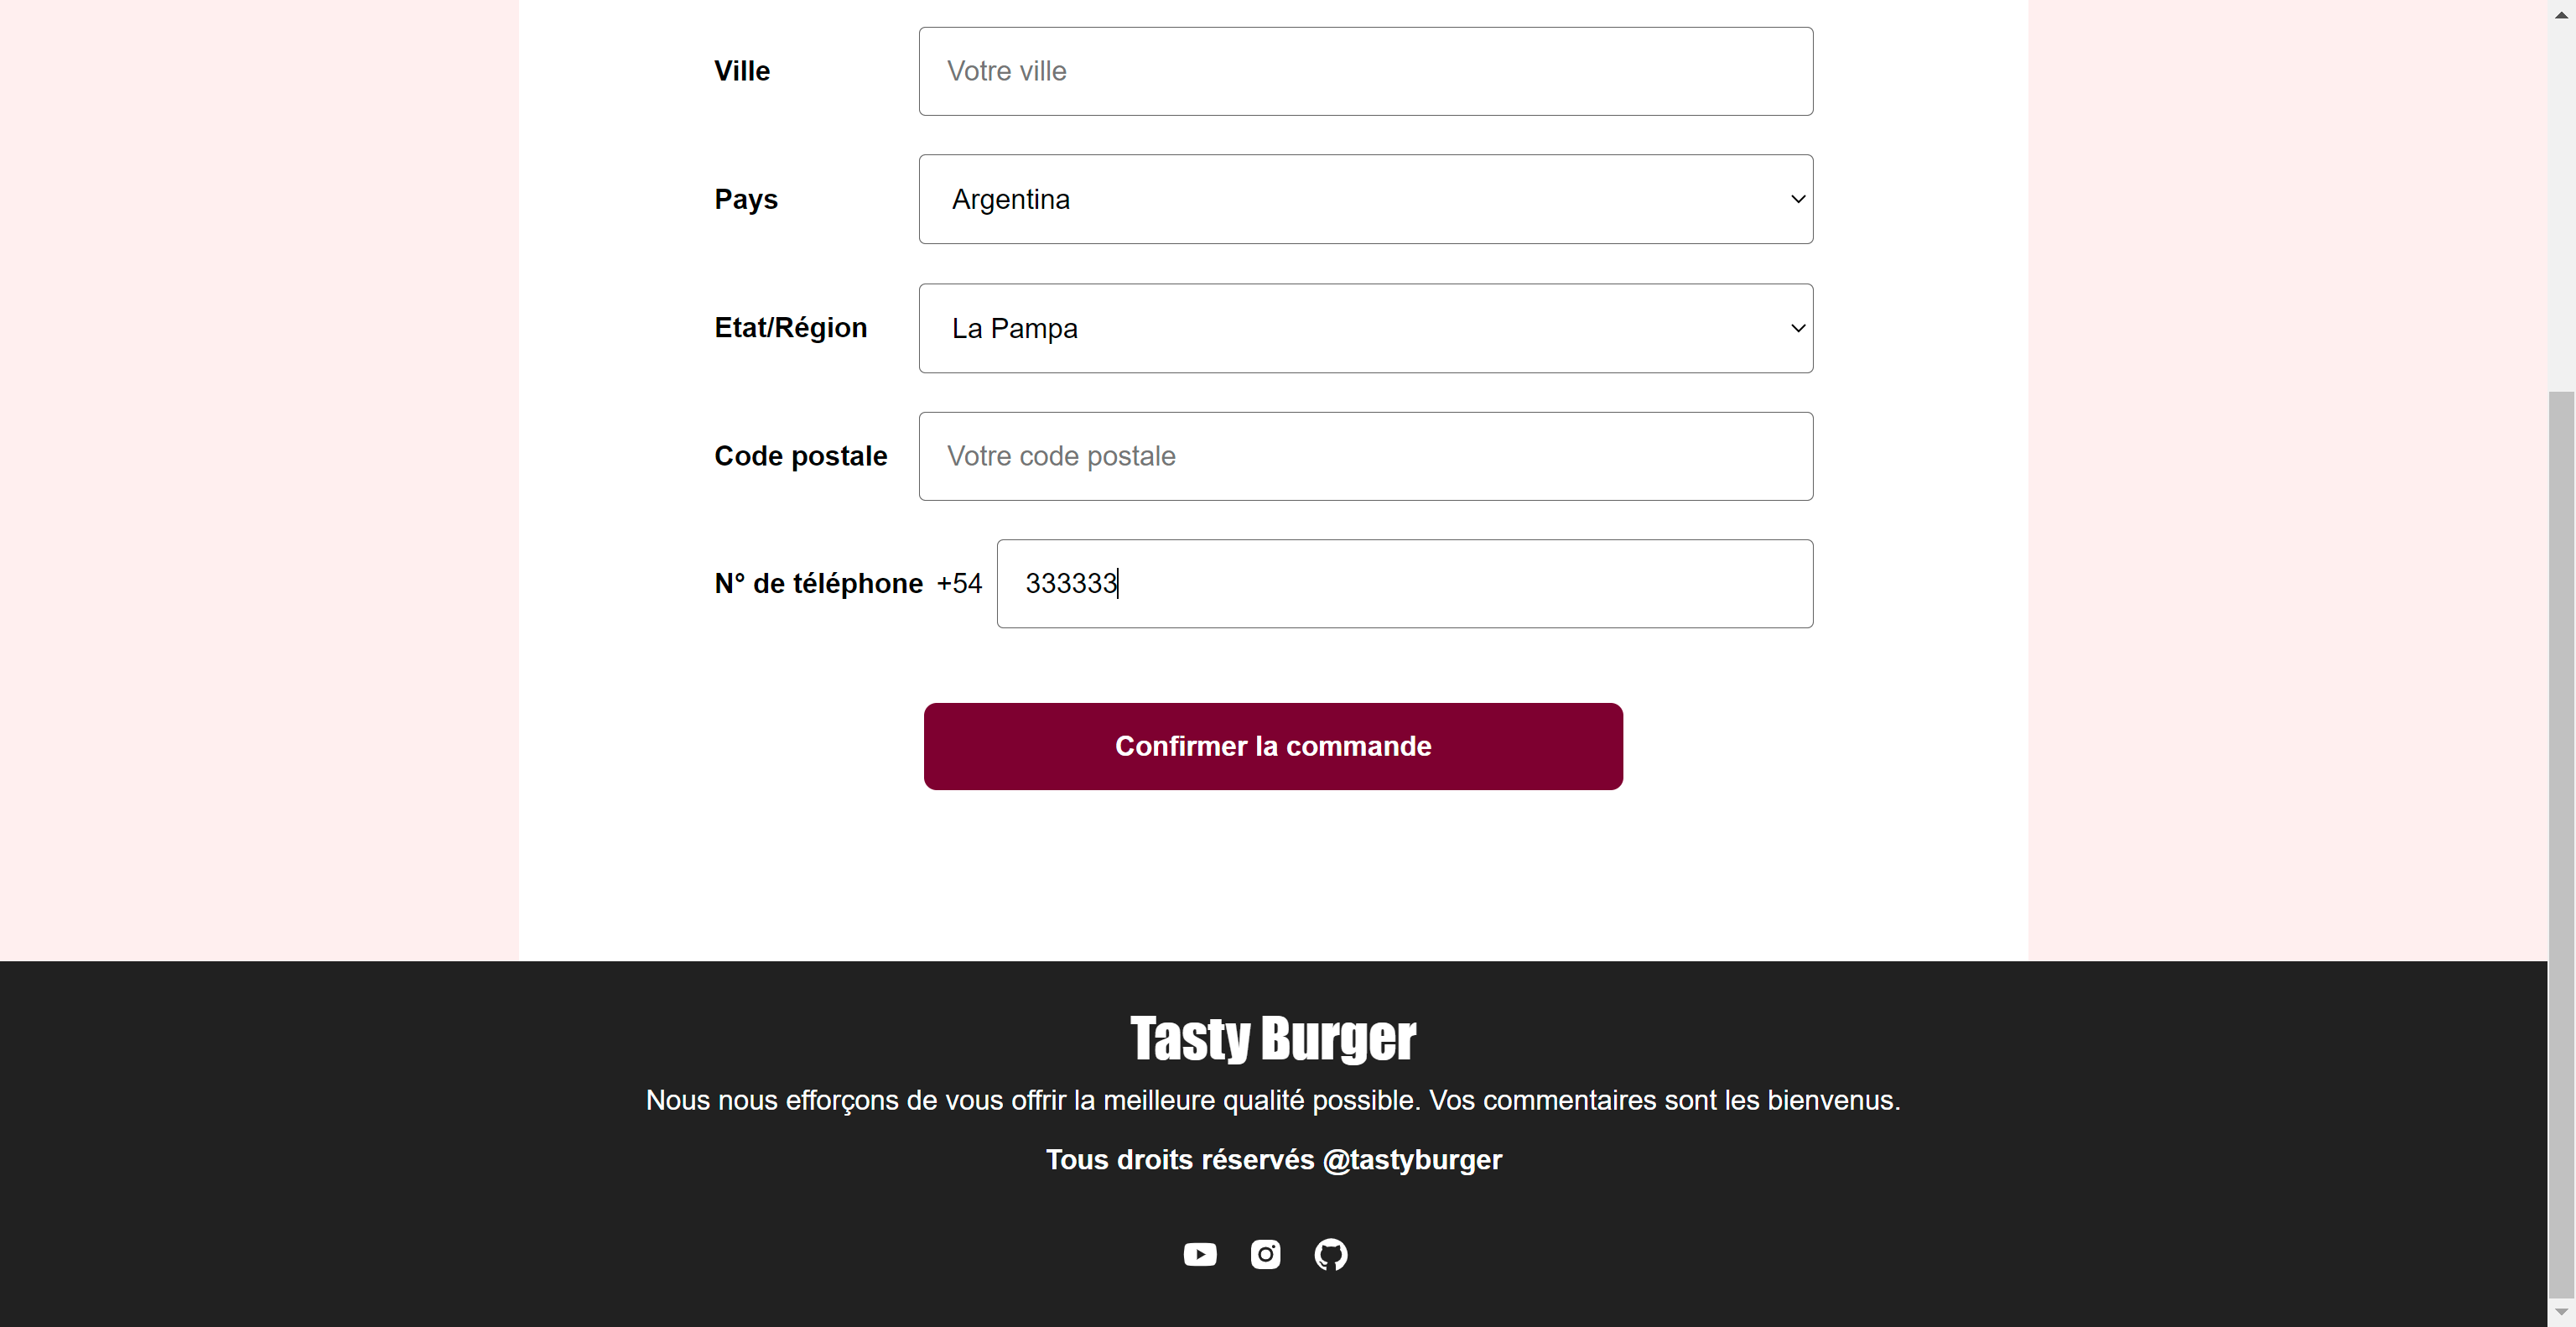 Ville
Votre ville
Pays
Argentina
Etat/Région
La Pampa
Code postale
Votre code postale
N° de téléphone +54 333333
Confirmer la commande
Tasty Burger
Nous nous efforçons de vous offrir la meilleure qualité possible. Vos commentaires sont les bienvenus.
Tous droits réservés @tastyburger